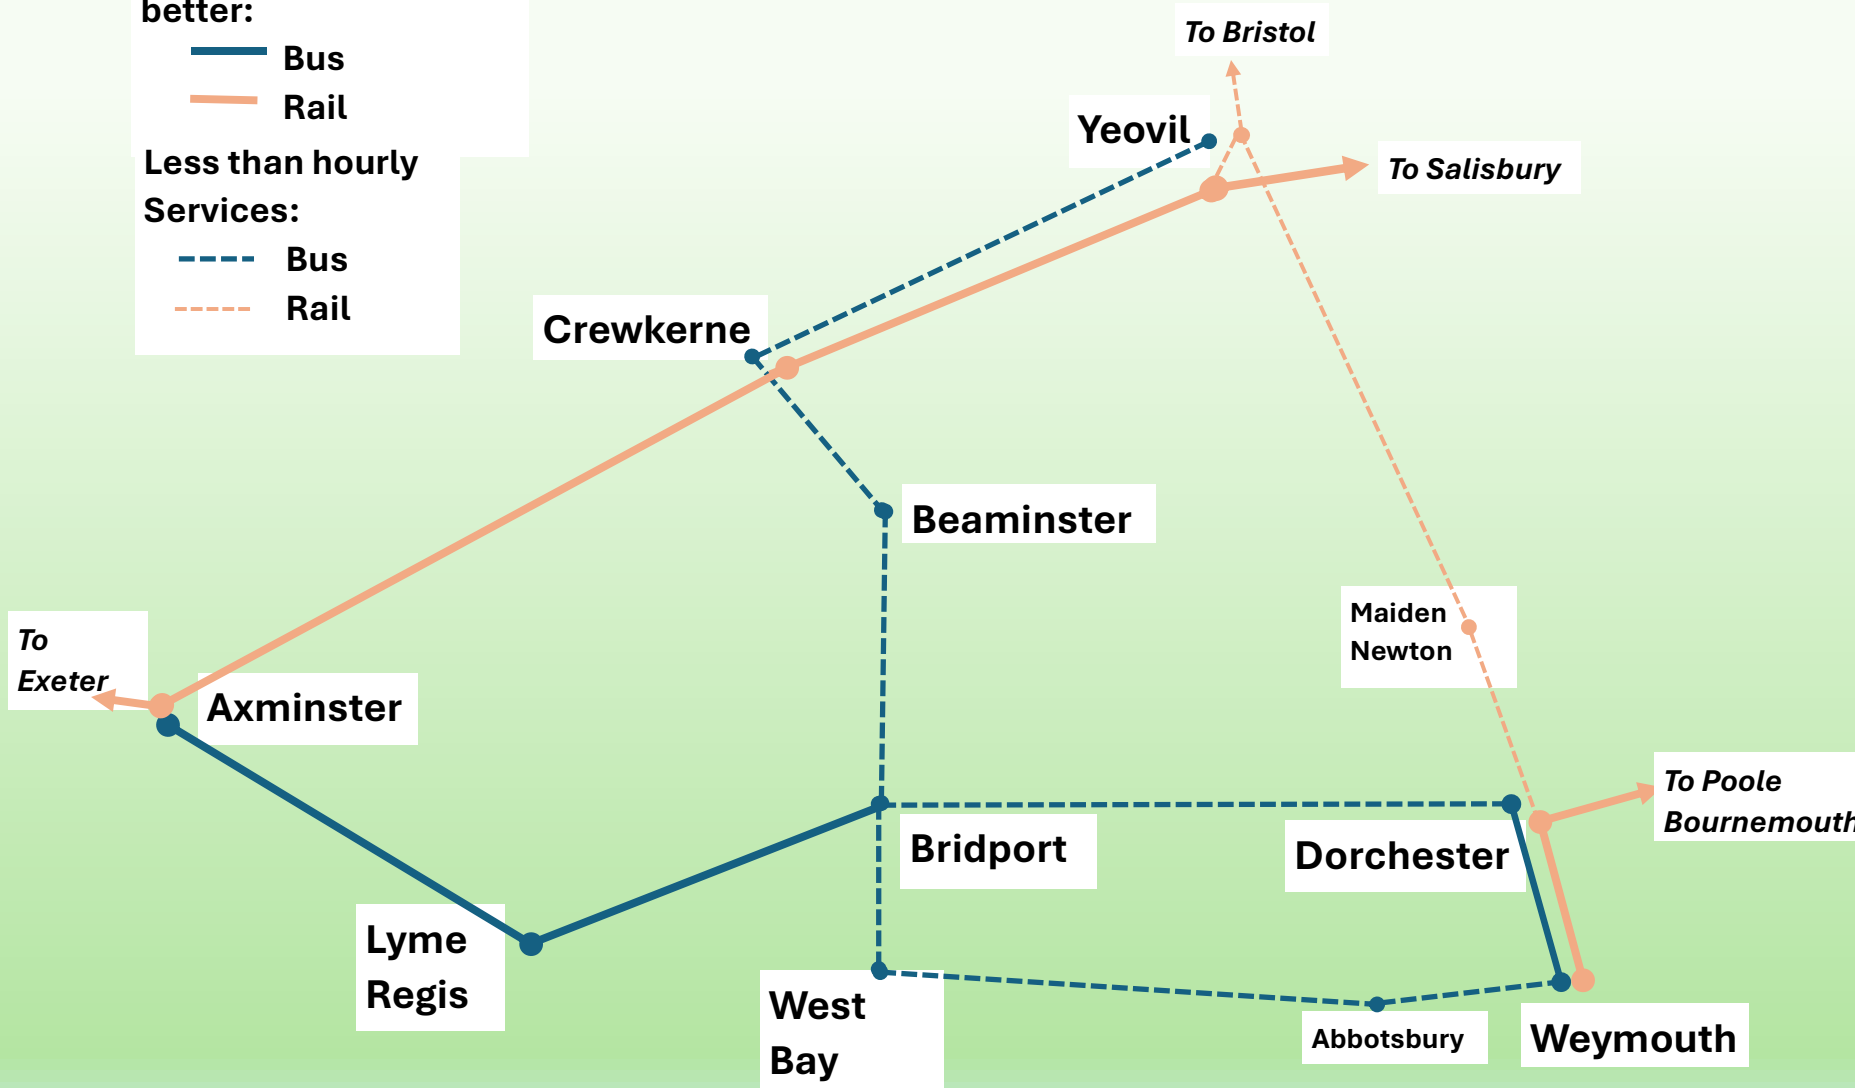 better:
Bus
Rail
Less than hourly
Services:
Bus
Rail
To Bristol
Yeovil
To Salisbury
Crewkerne
Beaminster
Maiden
Newton
To
Exeter
Axminster
To Poole
Bournemouth
Bridport
Dorchester
Lyme
Regis
West
Bay
Abbotsbury
Weymouth